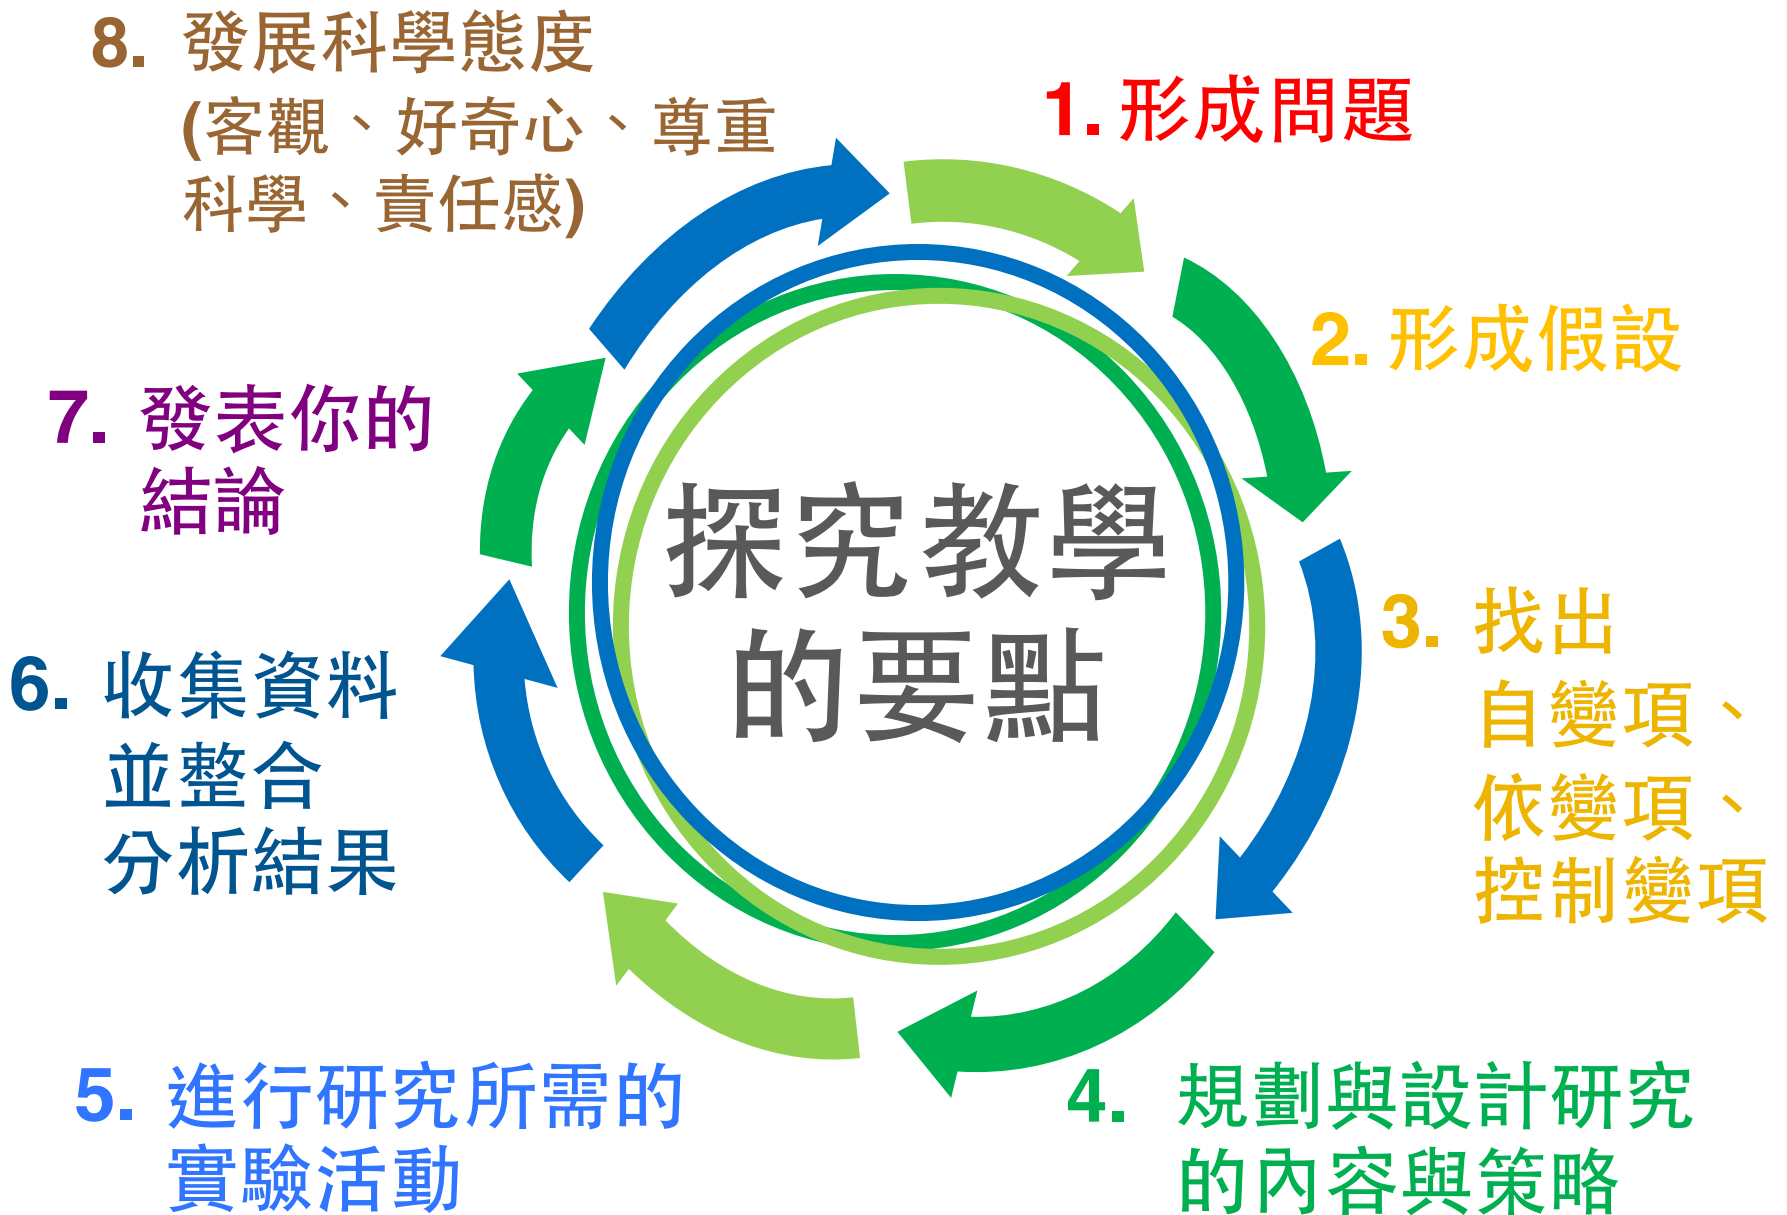 探究教學
的要點
1. 形成問題
2. 形成假設
3. 找出
自變項、
依變項、
控制變項
4. 規劃與設計研究
的內容與策略
5. 進行研究所需的
實驗活動
6. 收集資料
並整合
分析結果
7. 發表你的
結論
8. 發展科學態度
(客觀、好奇心、尊重
科學、責任感)